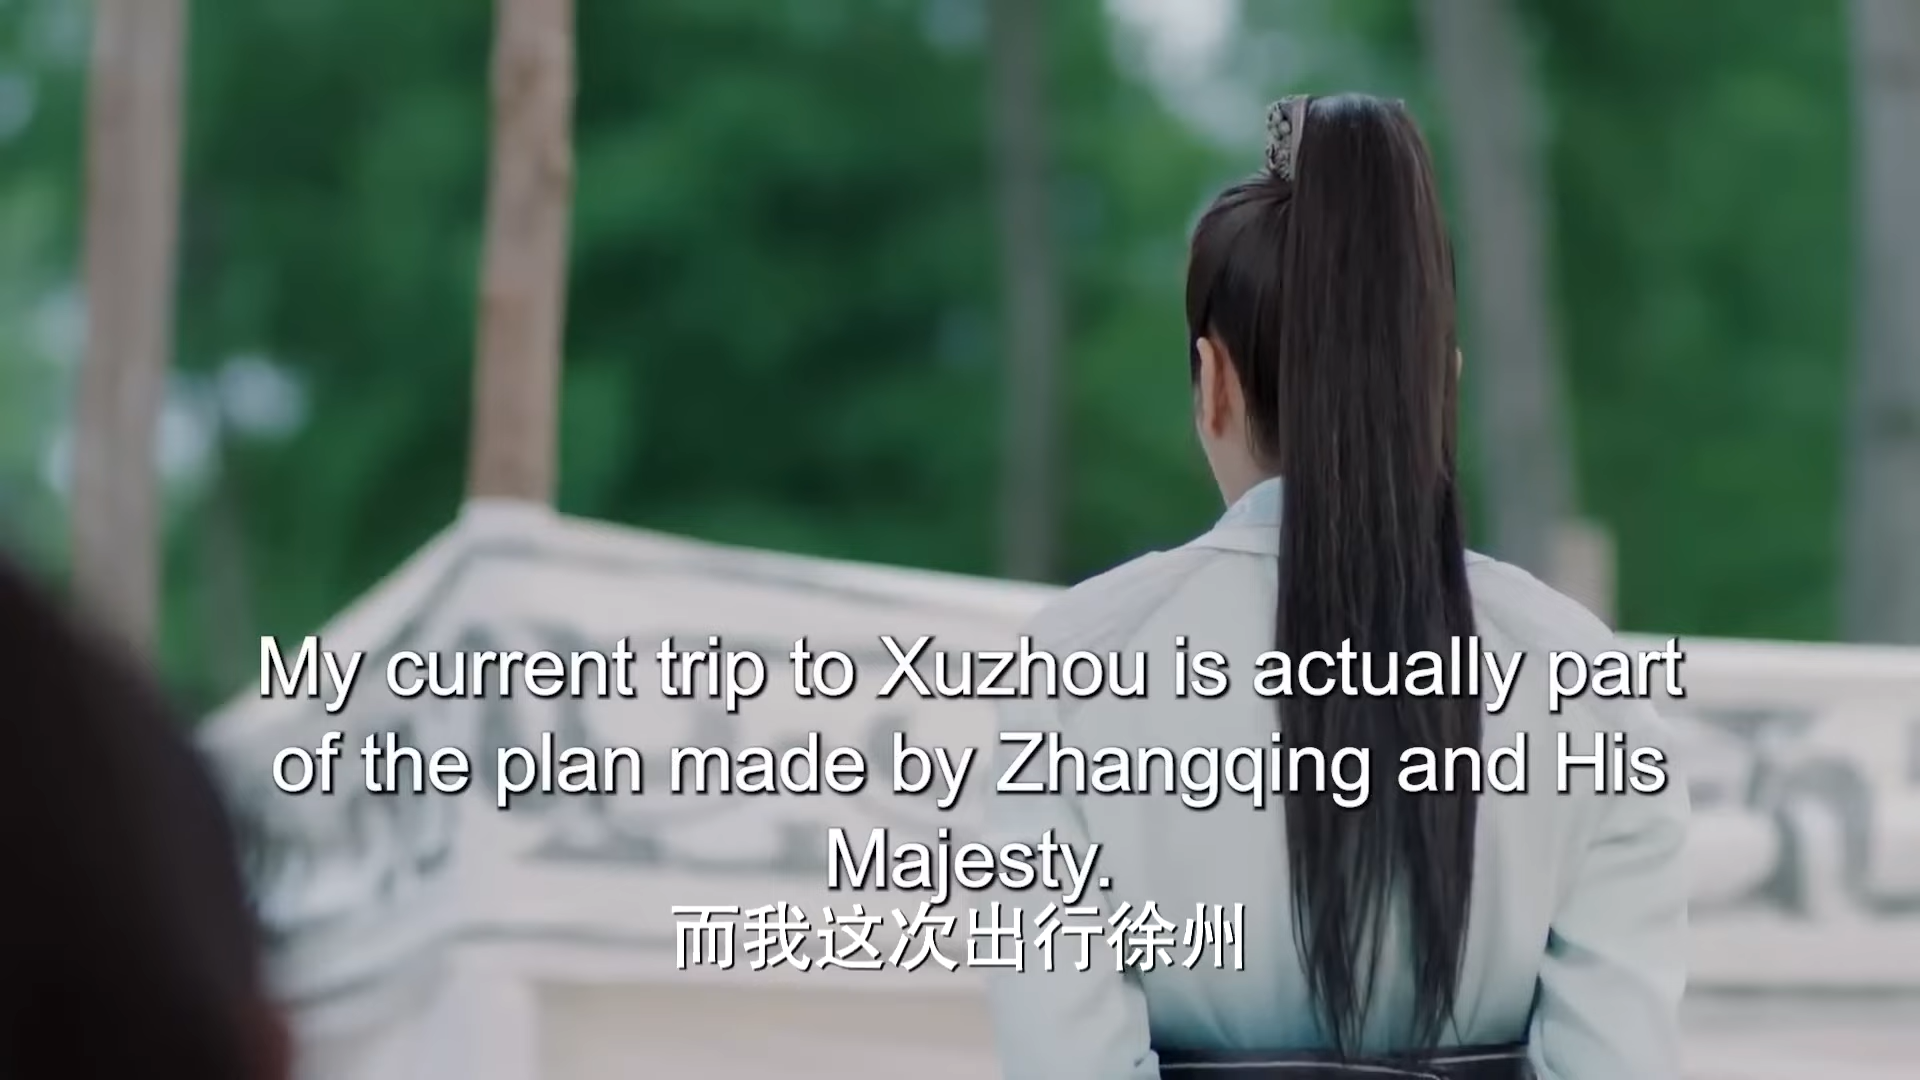 My current trip to Xuzhou is actually part
of the plan made by Zhangqing and His
Majesty.
而我这次出行徐州